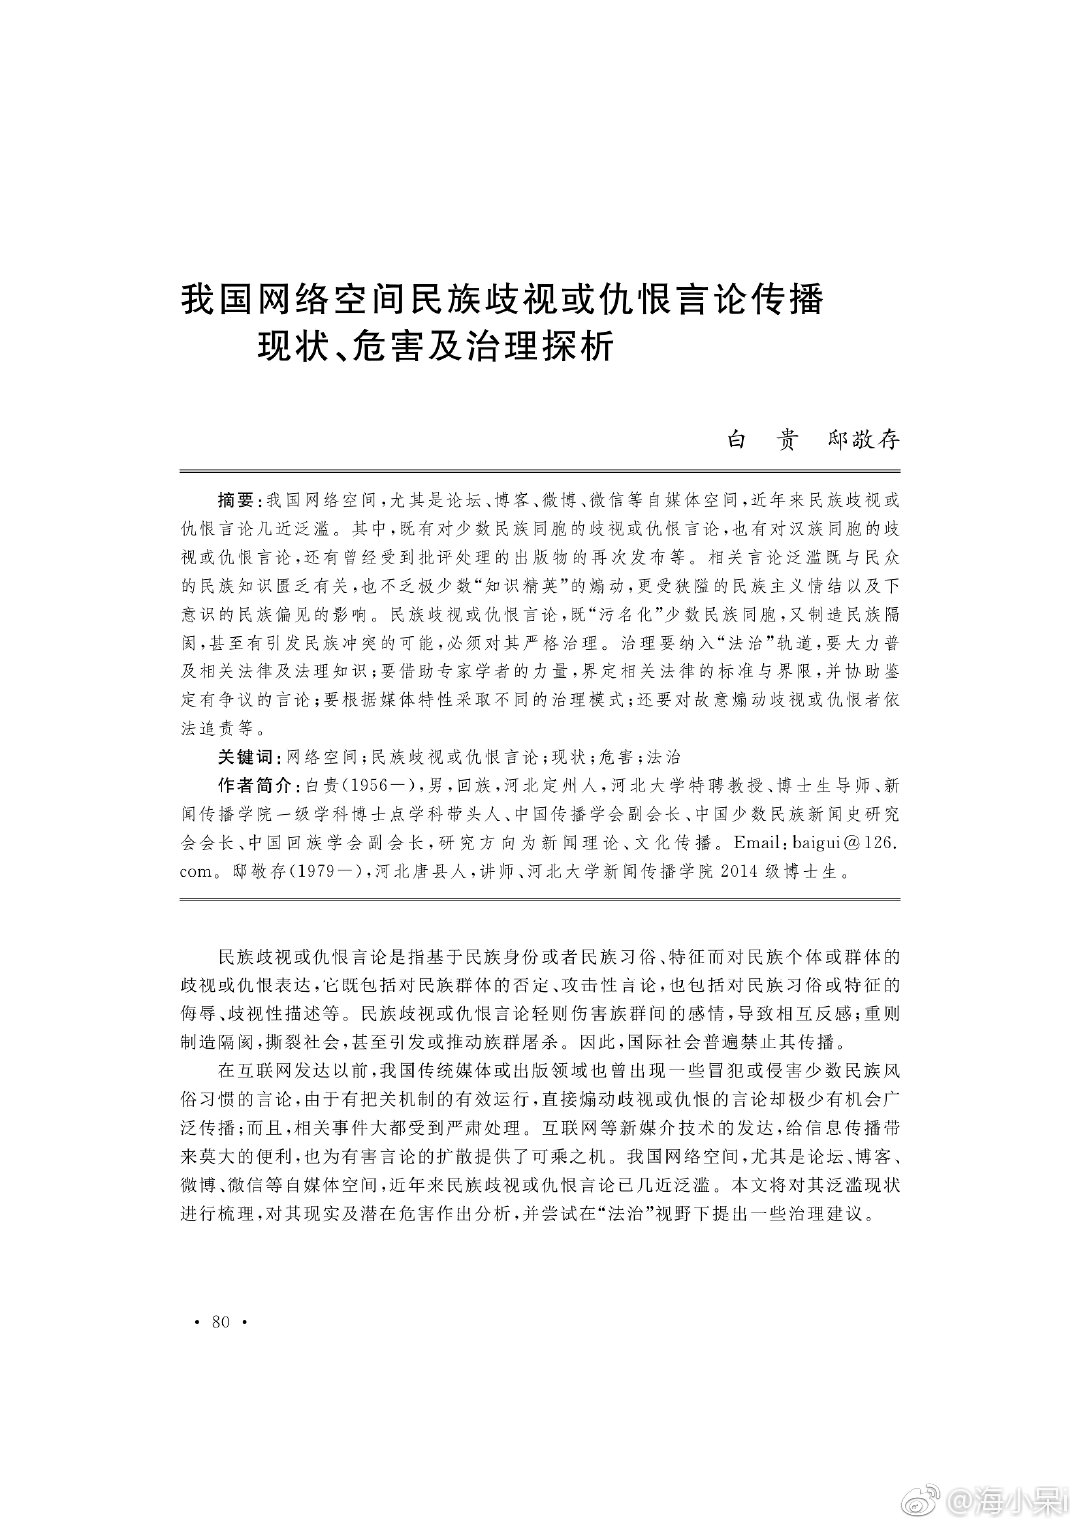 我国网络空间民族歧视或仇恨言论传播
现状、危害及治理探析
白　贵　邸敬存
摘要:我国网络空间,尤其是论坛、博客、微博、微信等自媒体空间,近年来民族歧视或
仇恨言论几近泛滥。其中,既有对少数民族同胞的歧视或仇恨言论,也有对汉族同胞的歧
视或仇恨言论,还有曾经受到批评处理的出版物的再次发布等。相关言论泛滥既与民众
的民族知识匮乏有关,也不乏极少数“知识精英”的煽动,更受狭隘的民族主义情结以及下
意识的民族偏见的影响。民族歧视或仇恨言论,既“污名化”少数民族同胞,又制造民族隔
阂,甚至有引发民族冲突的可能,必须对其严格治理。治理要纳入“法治”轨道,要大力普
及相关法律及法理知识;要借助专家学者的力量,界定相关法律的标准与界限,并协助鉴
定有争议的言论;要根据媒体特性采取不同的治理模式;还要对故意煽动歧视或仇恨者依
法追责等。
关键词:网络空间;民族歧视或仇恨言论;现状;危害;法治
作者简介:白贵(1956—),男,回族,河北定州人,河北大学特聘教授、博士生导师、新
闻传播学院一级学科博士点学科带头人、中国传播学会副会长、中国少数民族新闻史研究
会会长、中国回族学会副会长,研究方向为新闻理论、文化传播。Email:baigui@126.
com。邸敬存(1979—),河北唐县人,讲师、河北大学新闻传播学院 2014 级博士生。
民族歧视或仇恨言论是指基于民族身份或者民族习俗、特征而对民族个体或群体的
歧视或仇恨表达,它既包括对民族群体的否定、攻击性言论,也包括对民族习俗或特征的
侮辱、歧视性描述等。民族歧视或仇恨言论轻则伤害族群间的感情,导致相互反感;重则
制造隔阂,撕裂社会,甚至引发或推动族群屠杀。因此,国际社会普遍禁止其传播。
在互联网发达以前,我国传统媒体或出版领域也曾出现一些冒犯或侵害少数民族风
俗习惯的言论,由于有把关机制的有效运行,直接煽动歧视或仇恨的言论却极少有机会广
泛传播;而且,相关事件大都受到严肃处理。互联网等新媒介技术的发达,给信息传播带
来莫大的便利,也为有害言论的扩散提供了可乘之机。我国网络空间,尤其是论坛、博客、
微博、微信等自媒体空间,近年来民族歧视或仇恨言论已几近泛滥。本文将对其泛滥现状
进行梳理,对其现实及潜在危害作出分析,并尝试在“法治”视野下提出一些治理建议。
· 80 ·
@海小呆i